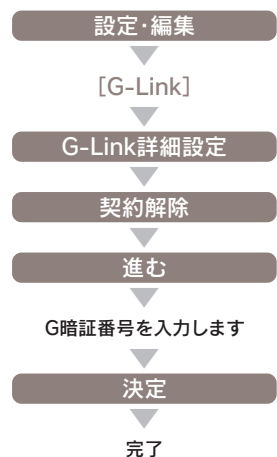 設定・編集
［G-Link］
G-Link詳細設定
契約解除
進む
G暗証番号を入力します
決定
完了